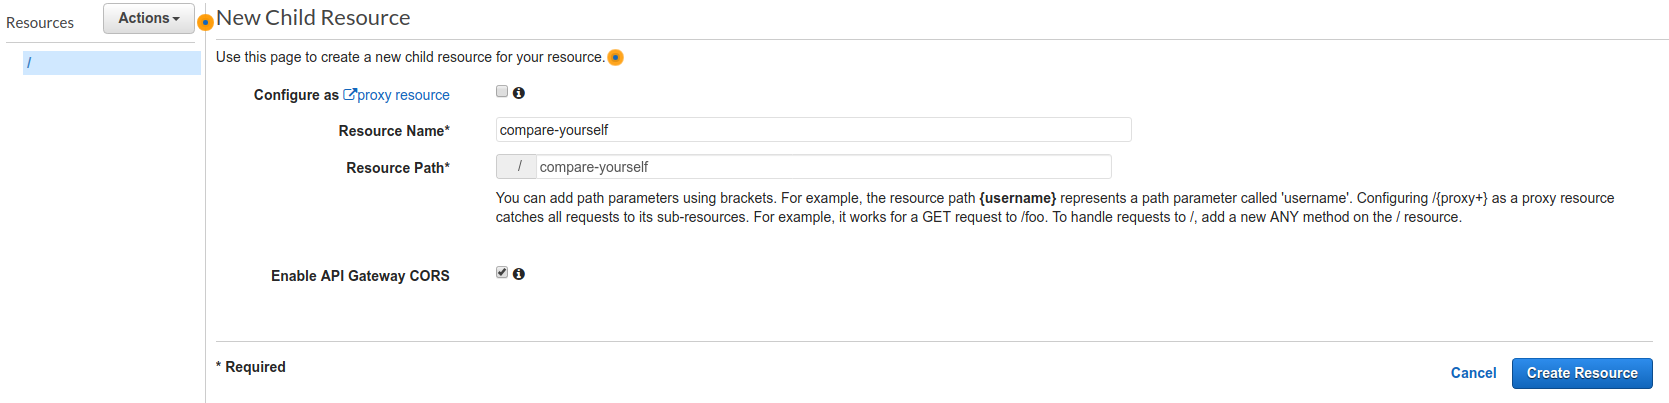 Resources
Actions
/
New Child Resource
Use this page to create a new child resource for your resource.
Configure as proxy resource
Resource Name*
compare-yourself
Resource Path*
/ compare-yourself
You can add path parameters using brackets. For example, the resource path {username} represents a path parameter called 'username'. Configuring /{proxy+} as a proxy resource
catches all requests to its sub-resources. For example, it works for a GET request to /foo. To handle requests to /, add a new ANY method on the / resource.
Enable API Gateway CORS
* Required
Cancel
Create Resource